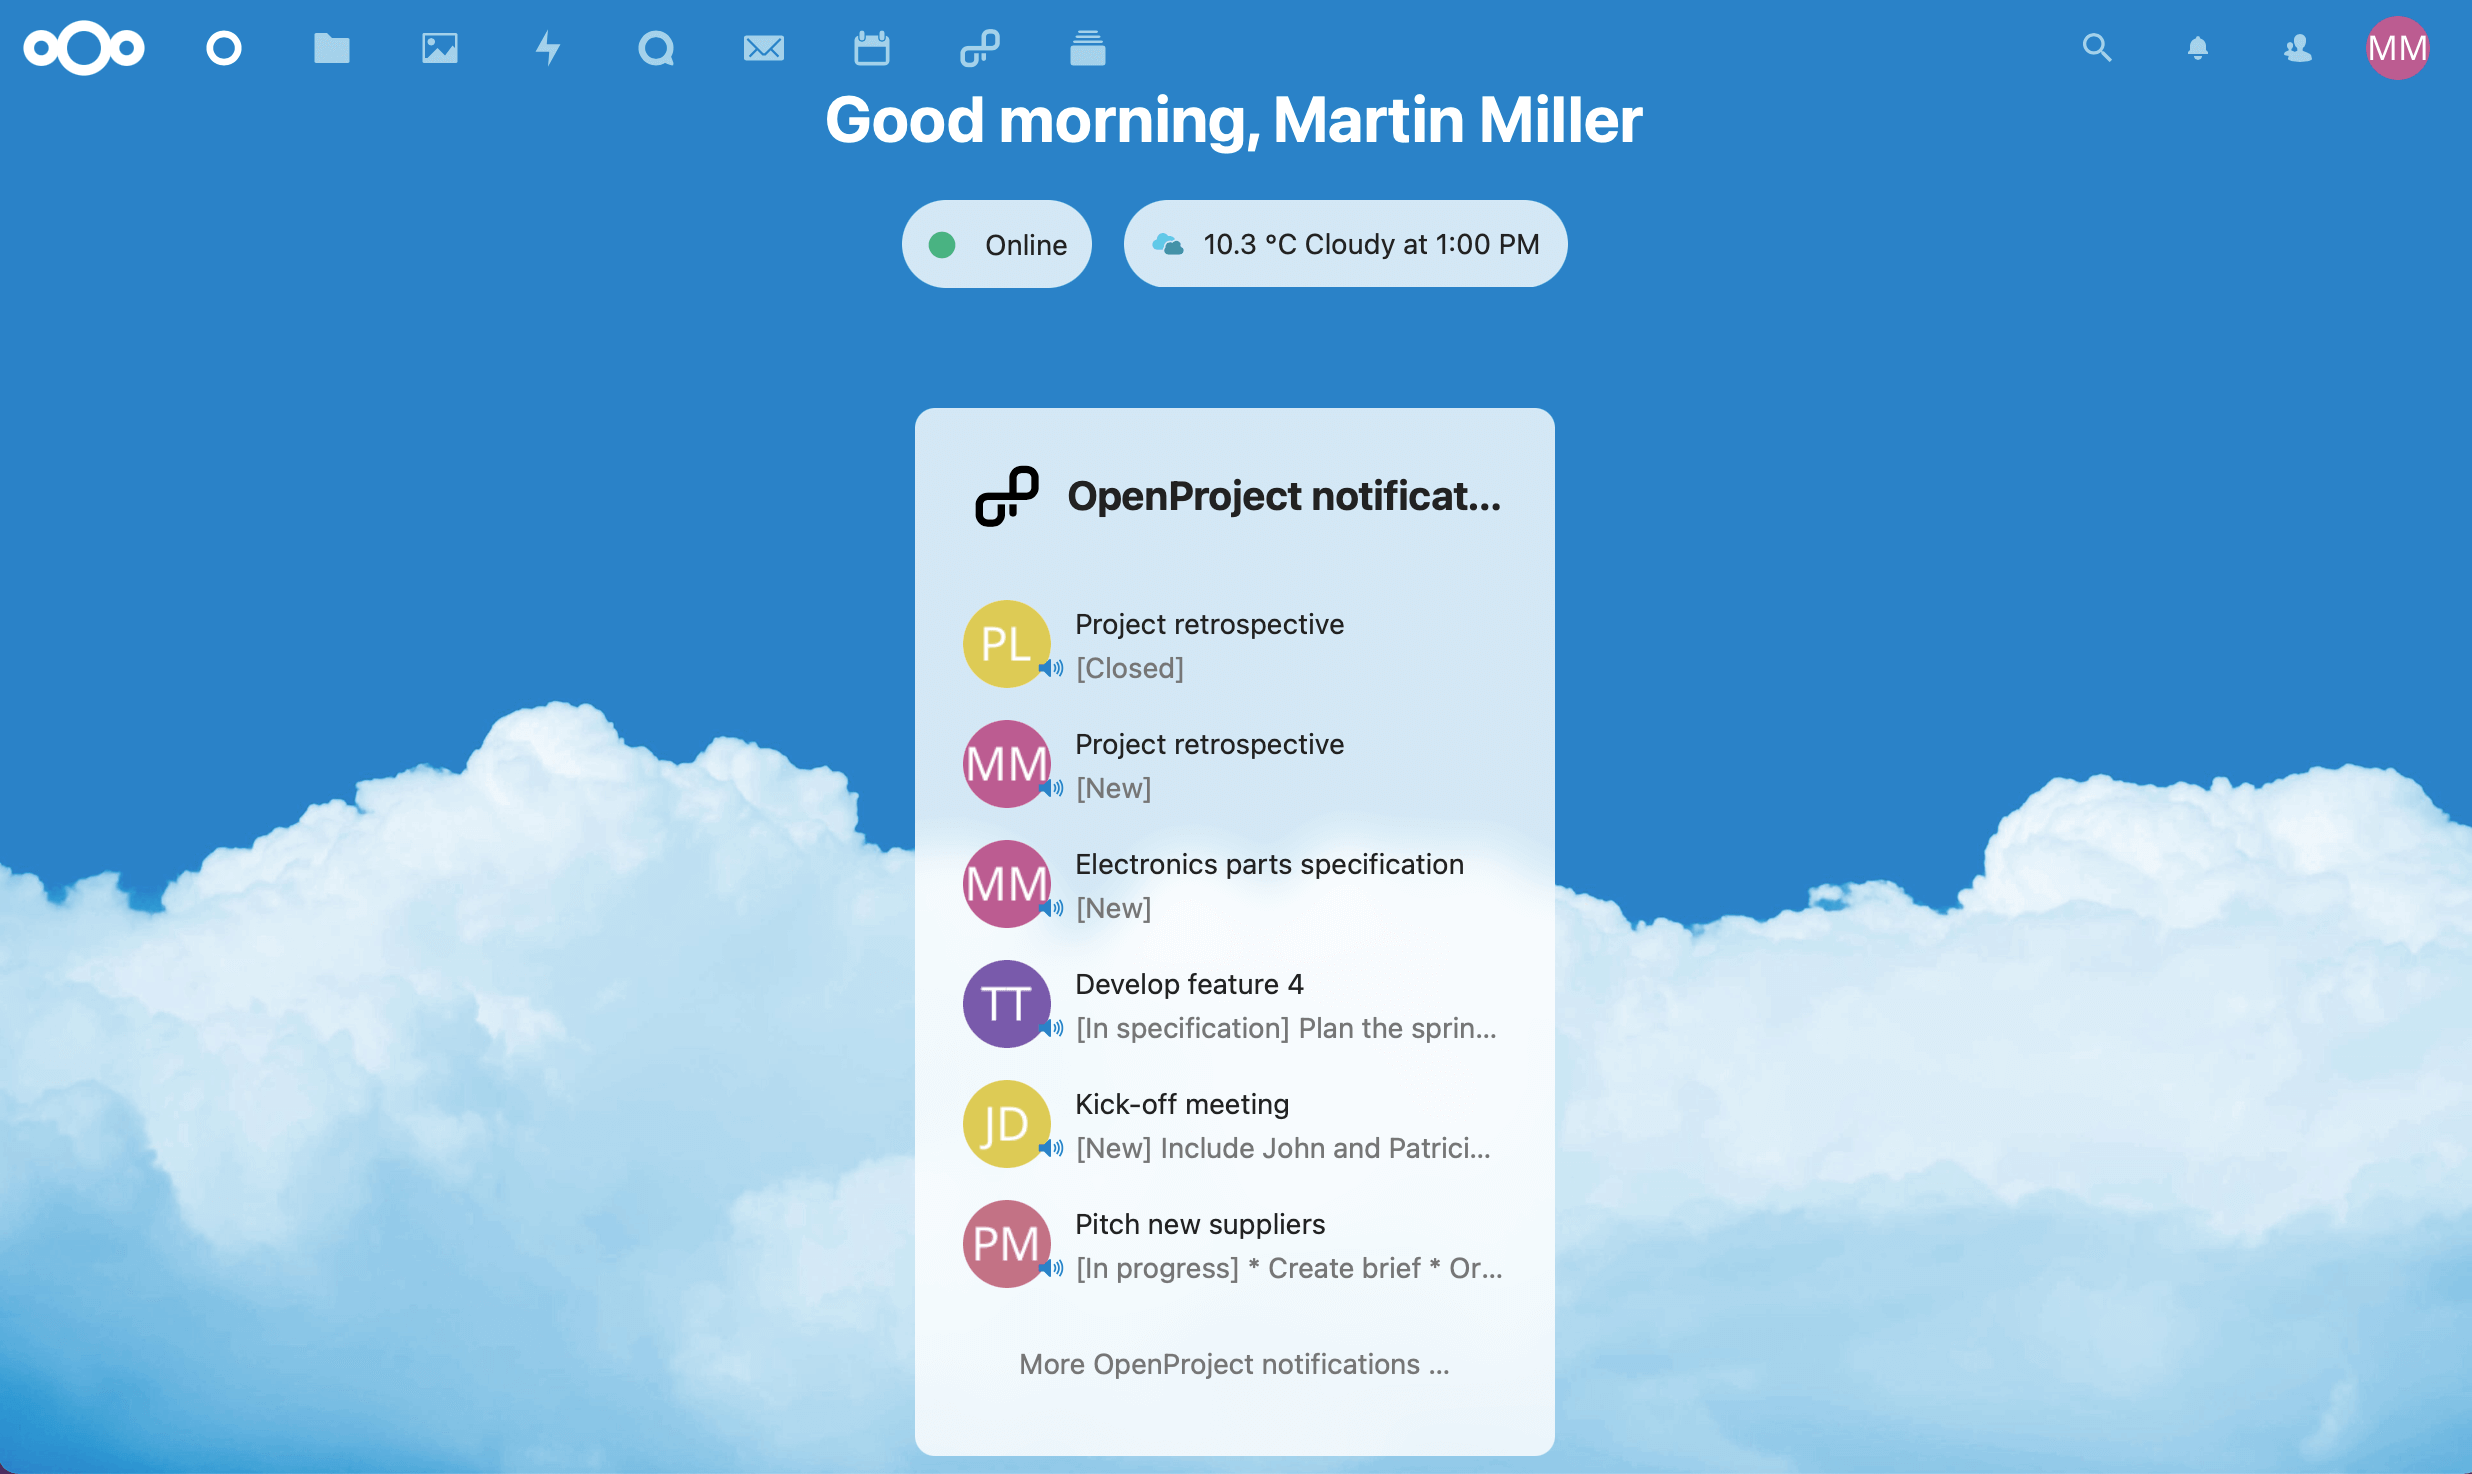 MM
Good morning, Martin Miller
Online
10.3 °C Cloudy at 1:00 PM
OpenProject notificat...
PL
Project retrospective
[Closed]
MM
Project retrospective
[New]
MM
Electronics parts specification
[New]
TT
Develop feature 4
[In specification] Plan the sprin...
JD
Kick-off meeting
[New] Include John and Patrici...
PM
Pitch new suppliers
[In progress] * Create brief * Or...
More OpenProject notifications ...